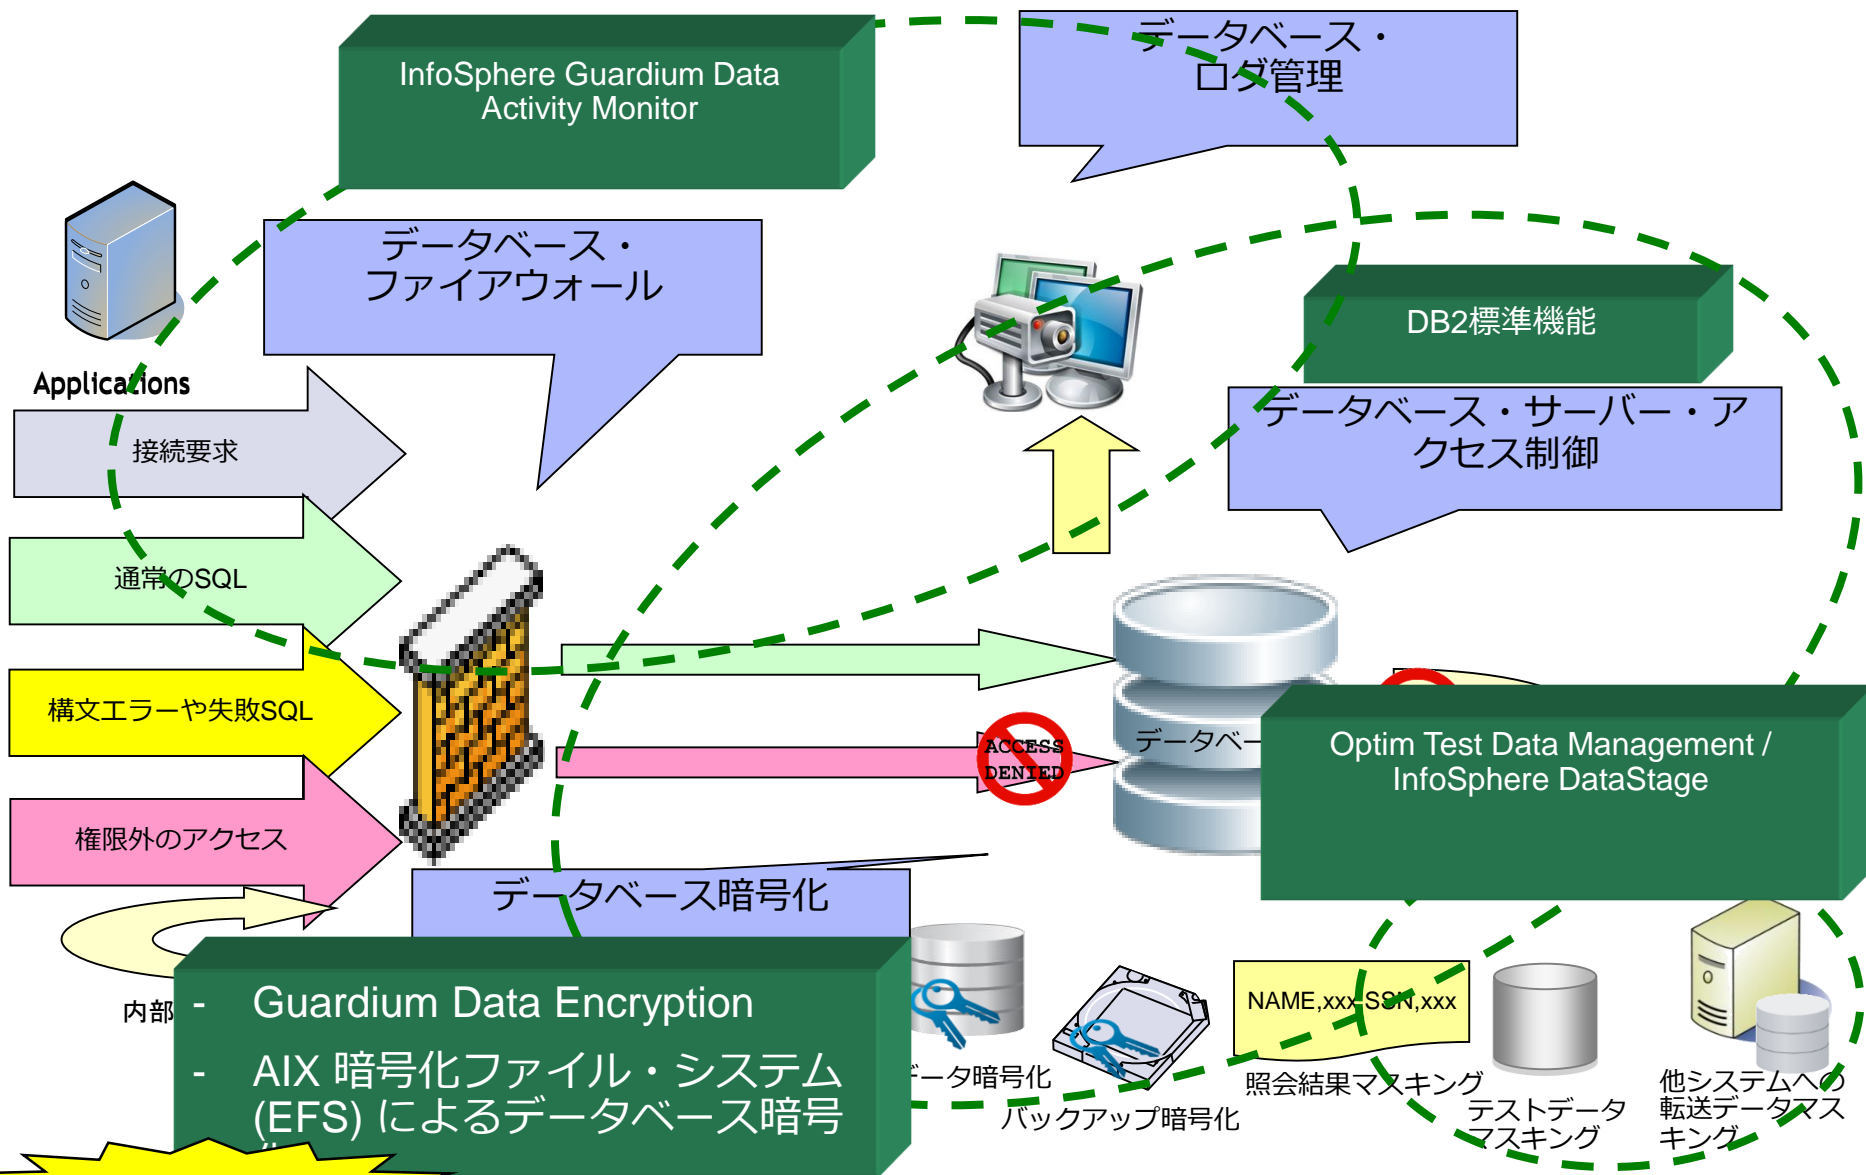 InfoSphere Guardium Data
Activity Monitor
データベース・
ログ管理
データベース・
ファイアウォール
DB2標準機能
データベース・サーバー・ア
クセス制御
Applications
接続要求
通常のSQL
構文エラーや失敗SQL
権限外のアクセス
ACCESS
DENIED
データベー
Optim Test Data Management /
InfoSphere DataStage
データベース暗号化
内部
- Guardium Data Encryption
- AIX 暗号化ファイル・システム
(EFS) によるデータベース暗号
ータ暗号化
バックアップ暗号化
NAME,xxx SSN,xxx
照会結果マスキング
テストデータ
マスキング
他システムへの
転送データマス
キング